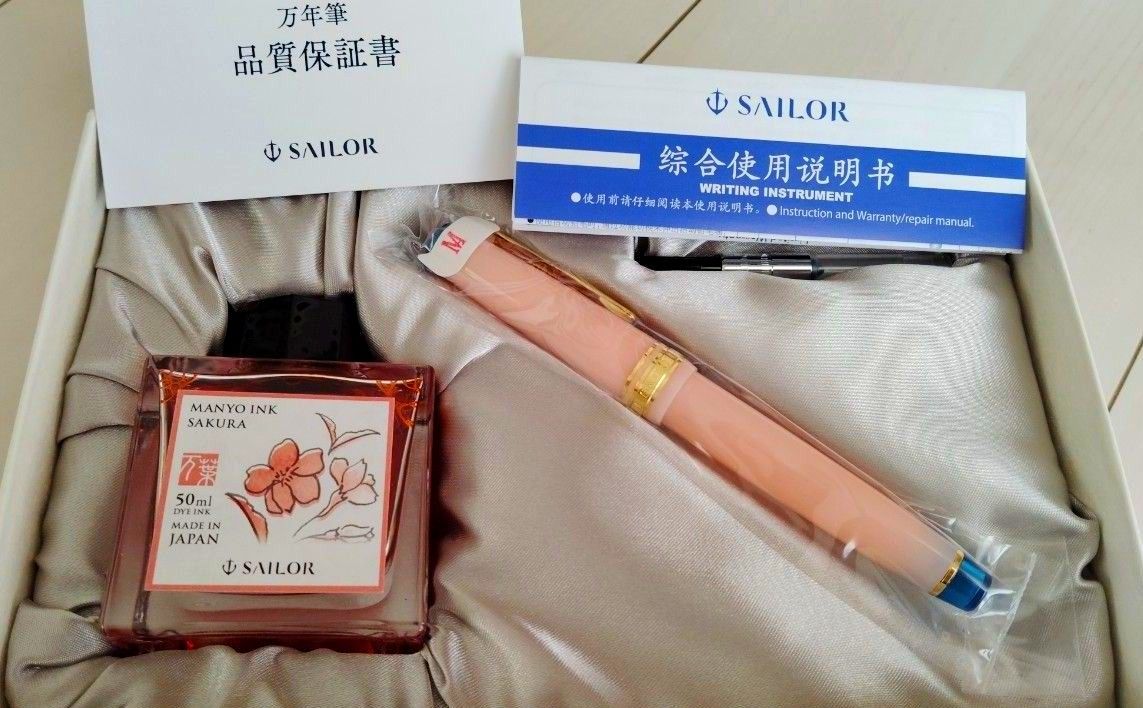 万年筆
品質保証書
SAILOR
SAILOR
综合使用说明书
WRITING INSTRUMENT
●使用前请仔细阅读本使用说明书。 ●Instruction and Warranty/repair manual.
M
MANYO INK
SAKURA
万葉
50ml
DYE INK
MADE IN
JAPAN
SAILOR